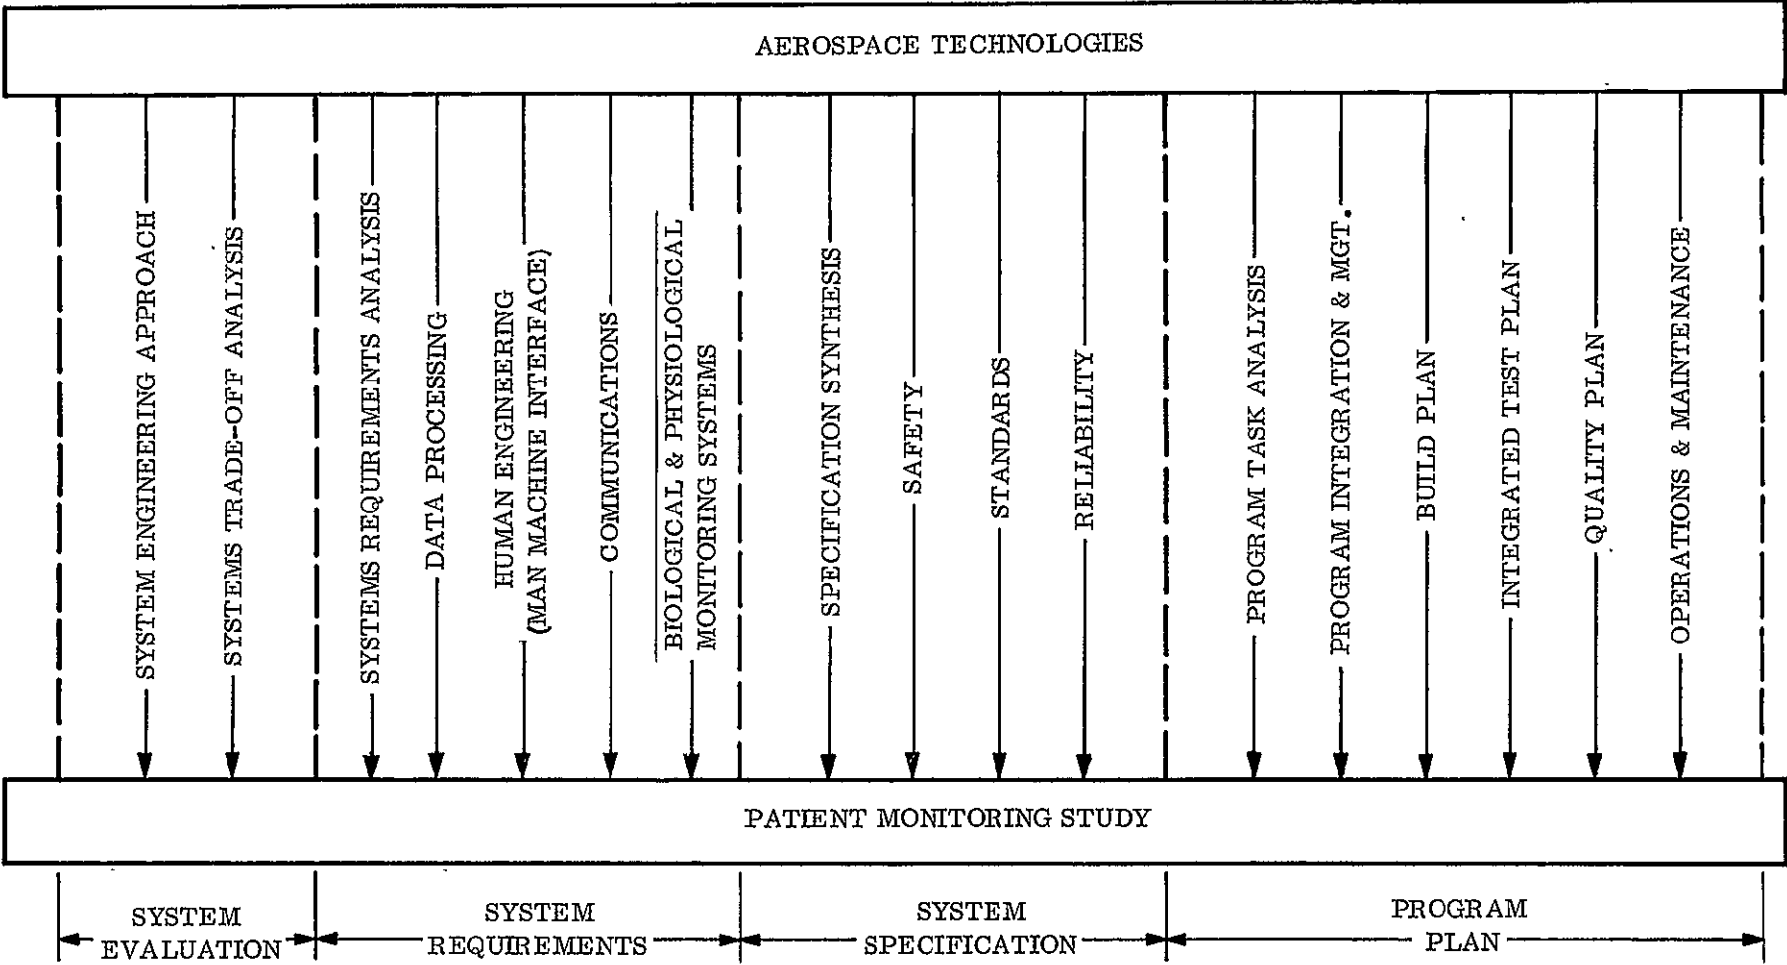 AEROSPACE TECHNOLOGIES
SYSTEM ENGINEERING APPROACH
SYSTEMS TRADE-OFF ANALYSIS
SYSTEMS REQUIREMENTS ANALYSIS
DATA PROCESSING
HUMAN ENGINEERING
(MAN MACHINE INTERFACE)
COMMUNICATIONS
BIOLOGICAL & PHYSIOLOGICAL
MONITORING SYSTEMS
SPECIFICATION SYNTHESIS
SAFETY
STANDARDS
RELIABILITY
PROGRAM TASK ANALYSIS
PROGRAM INTEGRATION & MGT.
BUILD PLAN
INTEGRATED TEST PLAN
QUALITY PLAN
OPERATIONS & MAINTENANCE
PATIENT MONITORING STUDY
SYSTEM
EVALUATION
SYSTEM
REQUIREMENTS
SYSTEM
SPECIFICATION
PROGRAM
PLAN